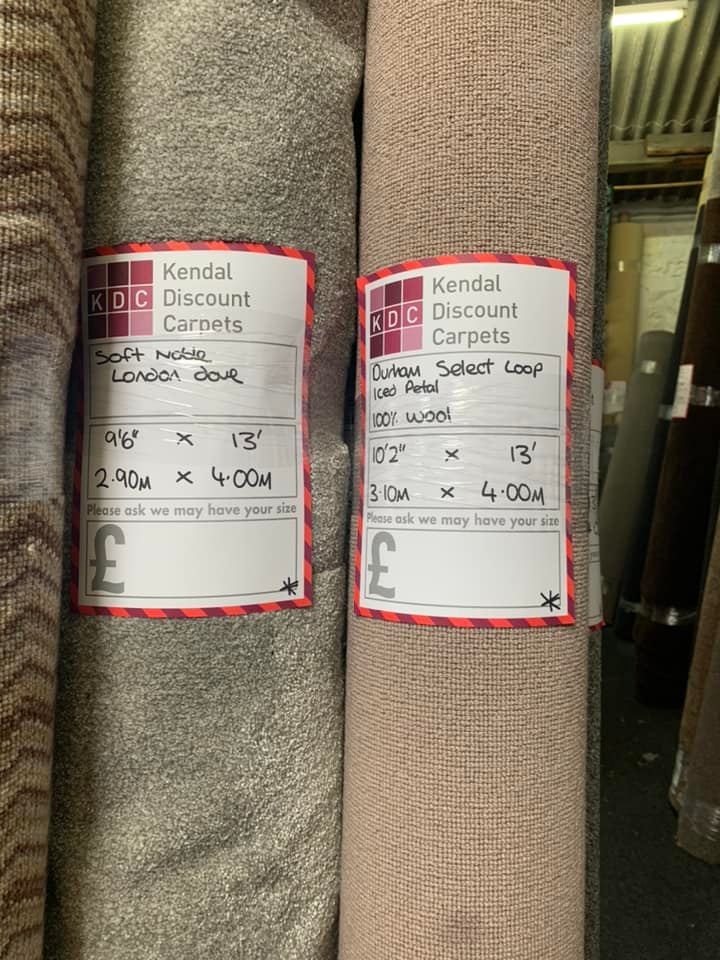 KDC
Kendal
Discount
Carpets
Soft Noble
London dove
9'6" x 13'
2.90M x 4.00M
Please ask we may have your size
£
*
KDC
Kendal
Discount
Carpets
Durham Select Loop
Iced Petal
100% wool
10'2" x 13'
3.10M x 4.00M
Please ask we may have your size
£
*